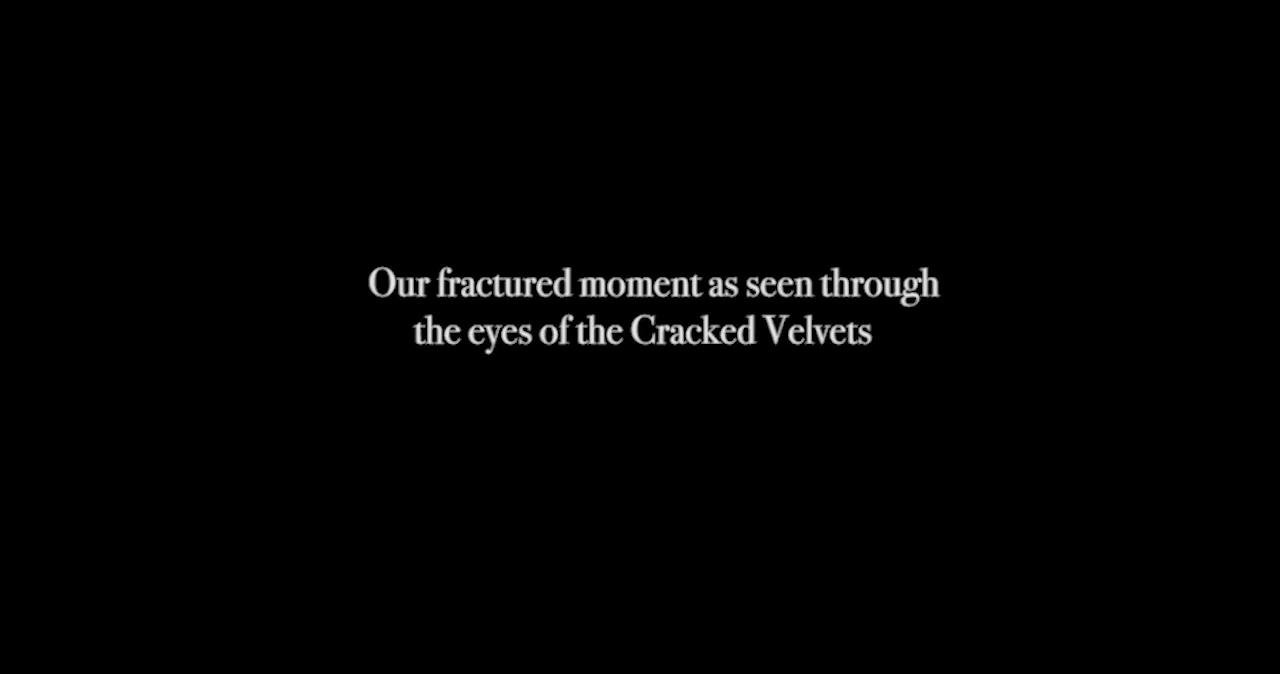 Our fractured moment as seen through
the eyes of the Cracked Velvets